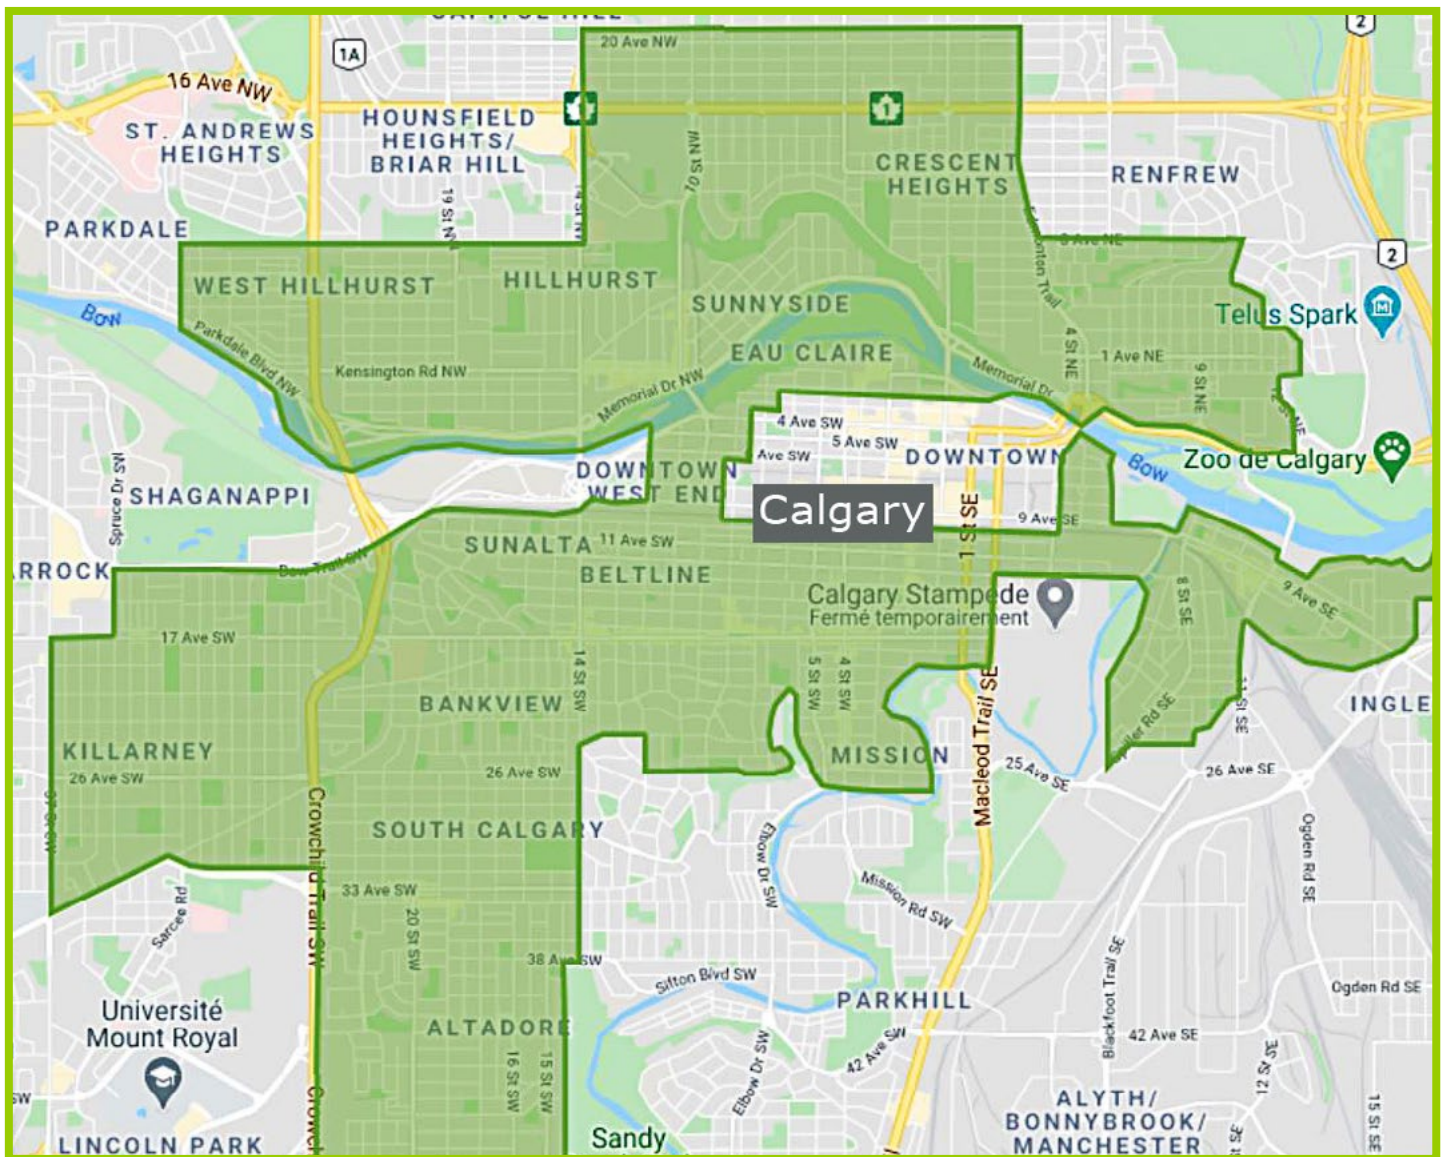 2
20 Ave NW
1A
16 Ave NW
1
HOUNSFIELD
HEIGHTS/
BRIAR HILL
ST. ANDREWS
HEIGHTS
10 St NW
CRESCENT
HEIGHTS
RENFREW
19 St NW
PARKDALE
2
WEST HILLHURST
HILLHURST
SUNNYSIDE
Telus Spark
Bow
Parkdale Blvd NW
EAU CLAIRE
4 St NE
1 Ave NE
9 St NE
Kensington Rd NW
Memorial Dr NW
Memorial Dr
4 Ave SW
5 Ave SW
Ave SW
DOWNTOWN
DOWNTOWN
WEST END
Bow
Zoo de Calgary
SHAGANAPPI
Spruce Dr SW
Calgary
1 St SE
9 Ave SE
SUNALTA
11 Ave SW
BELTLINE
Bow Trail SW
Calgary Stampede
Fermé temporairement
8 St SE
9 Ave SE
17 Ave SW
14 St SW
5 St SW
4 St SW
BANKVIEW
INGLE
KILLARNEY
MISSION
Macleod Trail SE
26 Ave SW
26 Ave SW
25 Ave SE
26 Ave SE
SOUTH CALGARY
Crowchild Trail SW
Elbow Dr SW
Ogden Rd SE
33 Ave SW
Sarcee Rd
20 St SW
Mission Rd SW
38 Ave SW
Sifton Blvd SW
PARKHILL
Blackfoot Trail SE
Ogden Rd SE
Université
Mount Royal
ALTADORE
42 Ave SW
42 Ave SE
16 St SW
15 St SW
Elbow Dr SW
12 St SE
15 St SE
SW
ALYTH/
BONNYBROOK/
MANCHESTER
LINCOLN PARK
Sandy